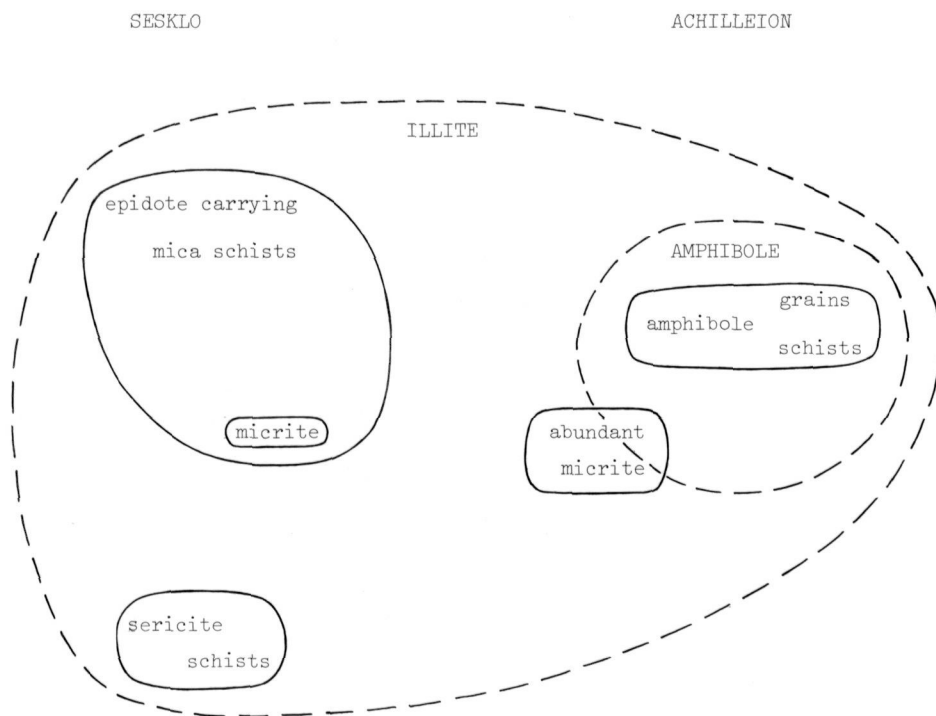 SESKLO ACHILLEION
ILLITE
epidote carrying
mica schists
AMPHIBOLE
grains
amphibole
schists
micrite
abundant
micrite
sericite
schists